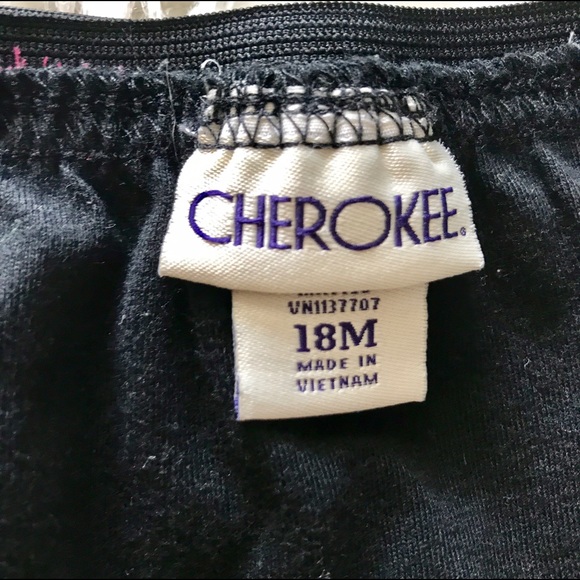 CHEROKEE®
VN1137707
18M
MADE IN
VIETNAM